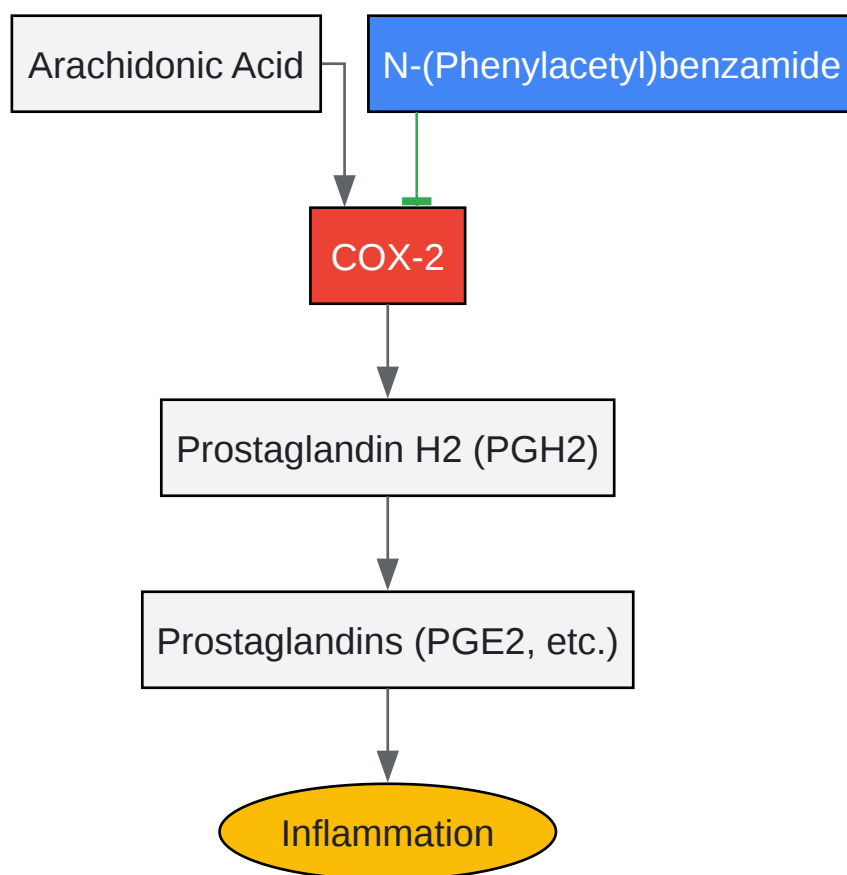 Arachidonic Acid
N-(Phenylacetyl)benzamide
COX-2
Prostaglandin H2 (PGH2)
Prostaglandins (PGE2, etc.)
Inflammation